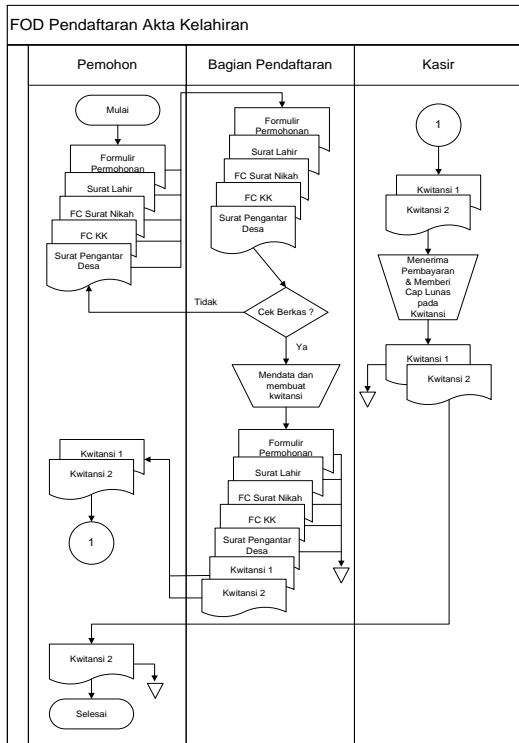 FOD Pendaftaran Akta Kelahiran
Pemohon
Bagian Pendaftaran
Kasir
Mulai
Formulir
Permohonan
Surat Lahir
FC Surat Nikah
FC KK
Surat Pengantar
Desa
Formulir
Permohonan
Surat Lahir
FC Surat Nikah
FC KK
Surat Pengantar
Desa
Tidak
Cek Berkas ?
Ya
Mendata dan
membuat
kwitansi
Formulir
Permohonan
Surat Lahir
FC Surat Nikah
FC KK
Surat Pengantar
Desa
Kwitansi 1
Kwitansi 2
Kwitansi 1
Kwitansi 2
1
1
Kwitansi 1
Kwitansi 2
Menerima
Pembayaran
& Memberi
Cap Lunas
pada
Kwitansi
Kwitansi 1
Kwitansi 2
Kwitansi 2
Selesai